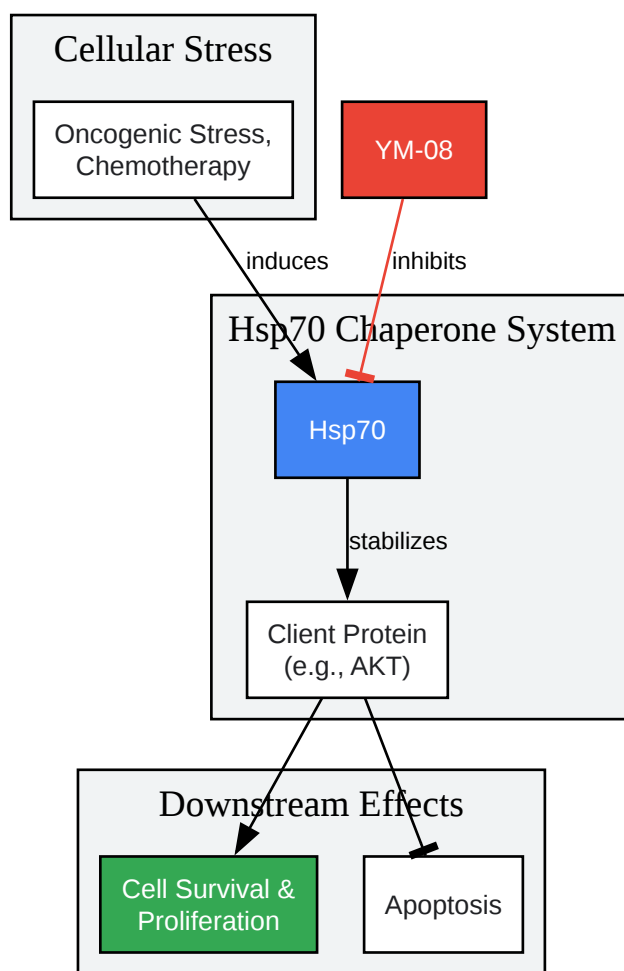 Cellular Stress
Oncogenic Stress,
Chemotherapy
YM-08
induces
inhibits
Hsp70 Chaperone System
Hsp70
stabilizes
Client Protein
(e.g., AKT)
Downstream Effects
Cell Survival &
Proliferation
Apoptosis